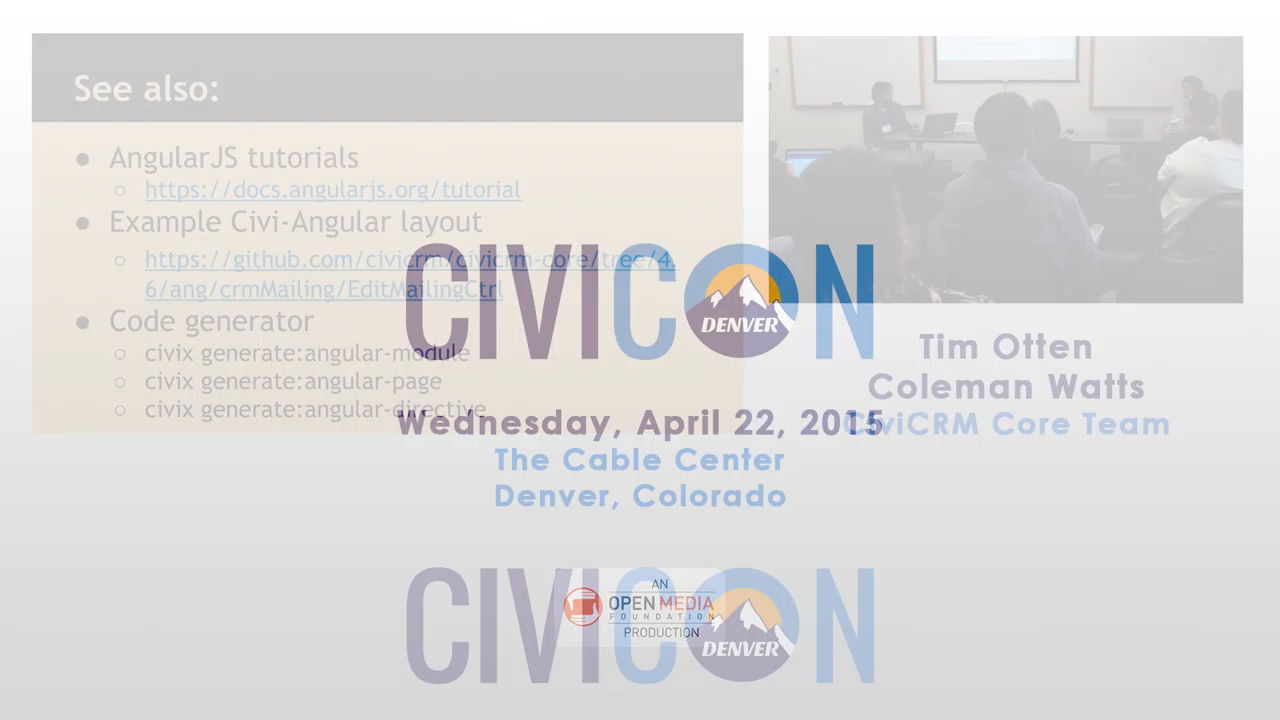 See also:
● AngularJS tutorials
○ https://docs.angularjs.org/tutorial
● Example Civi-Angular layout
○ https://github.com/civicrm/civicrm-core/tree/4.
6/ang/crmMailing/EditMailingCtrl
● Code generator
○ civix generate:angular-module
○ civix generate:angular-page
○ civix generate:angular-directive
Tim Otten
Coleman Watts
CiviCRM Core Team
CIVICON
DENVER
Wednesday, April 22, 2015
The Cable Center
Denver, Colorado
AN
OPEN MEDIA
FOUNDATION
PRODUCTION
CIVICON
DENVER